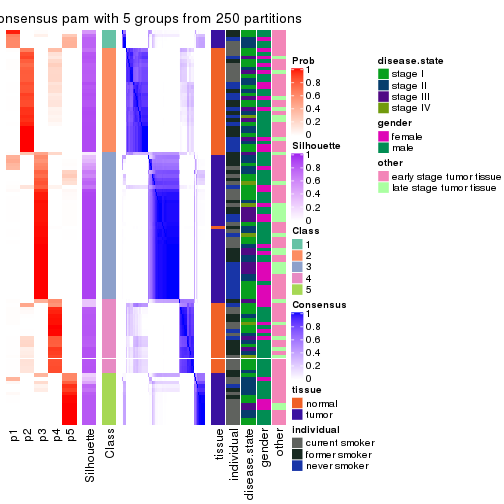 onsensus pam with 5 groups from 250 partitions
Prob
1
0.8
0.6
0.4
0.2
0
Silhouette
1
0.8
0.6
0.4
0.2
0
Class
1
2
3
4
5
Consensus
1
0.8
0.6
0.4
0.2
0
tissue
normal
tumor
individual
current smoker
former smoker
never smoker
disease.state
stage I
stage II
stage III
stage IV
gender
female
male
other
early stage tumor tissue
late stage tumor tissue
p1
p2
p3
p4
p5
Silhouette
Class
tissue
individual
disease.state
gender
other